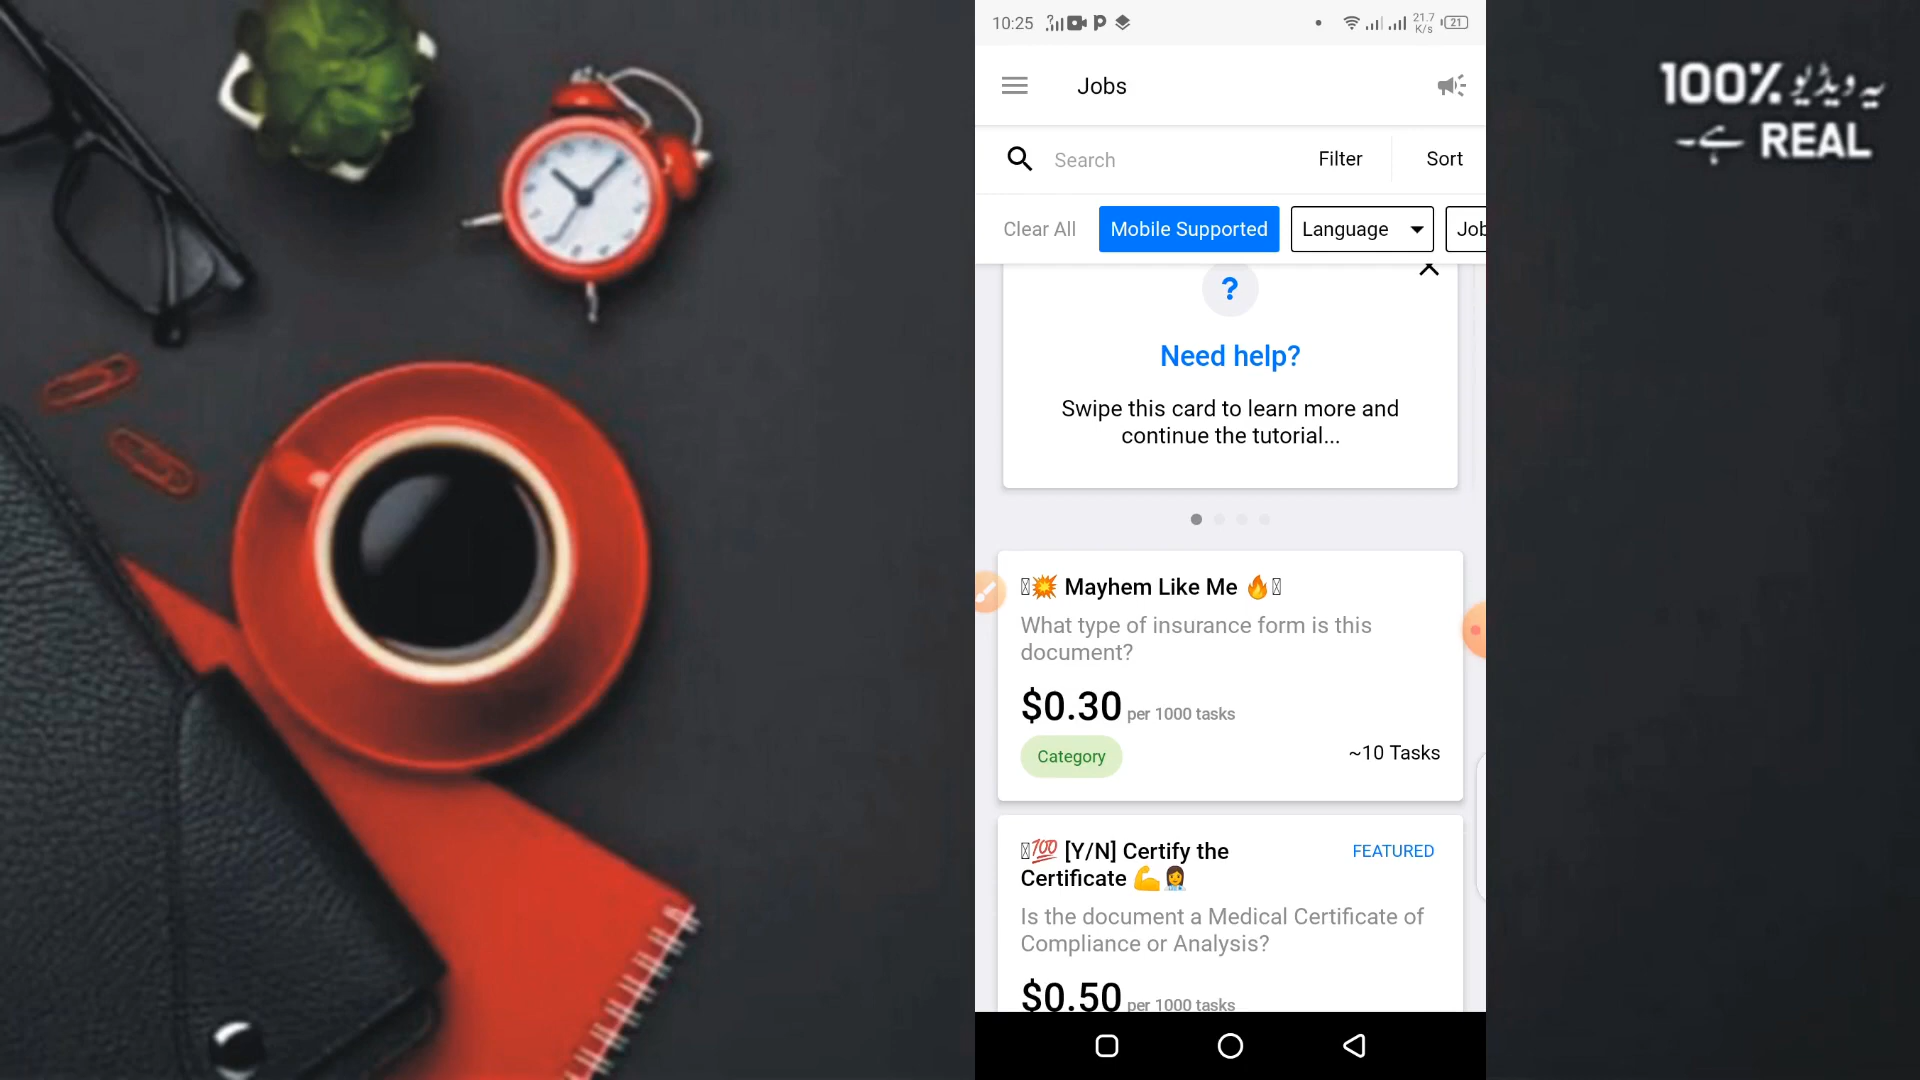 10:25
21.7
K/s
21
Jobs
Search
Filter
Sort
Clear All
Mobile Supported
Language
Job
?
Need help?
Swipe this card to learn more and
continue the tutorial...
💥 Mayhem Like Me 🔥
What type of insurance form is this
document?
$0.30 per 1000 tasks
Category
~10 Tasks
💯 [Y/N] Certify the
Certificate 💪👩‍⚕️
FEATURED
Is the document a Medical Certificate of
Compliance or Analysis?
$0.50 per 1000 tasks
یہ ویڈیو 100%
REAL ہے۔